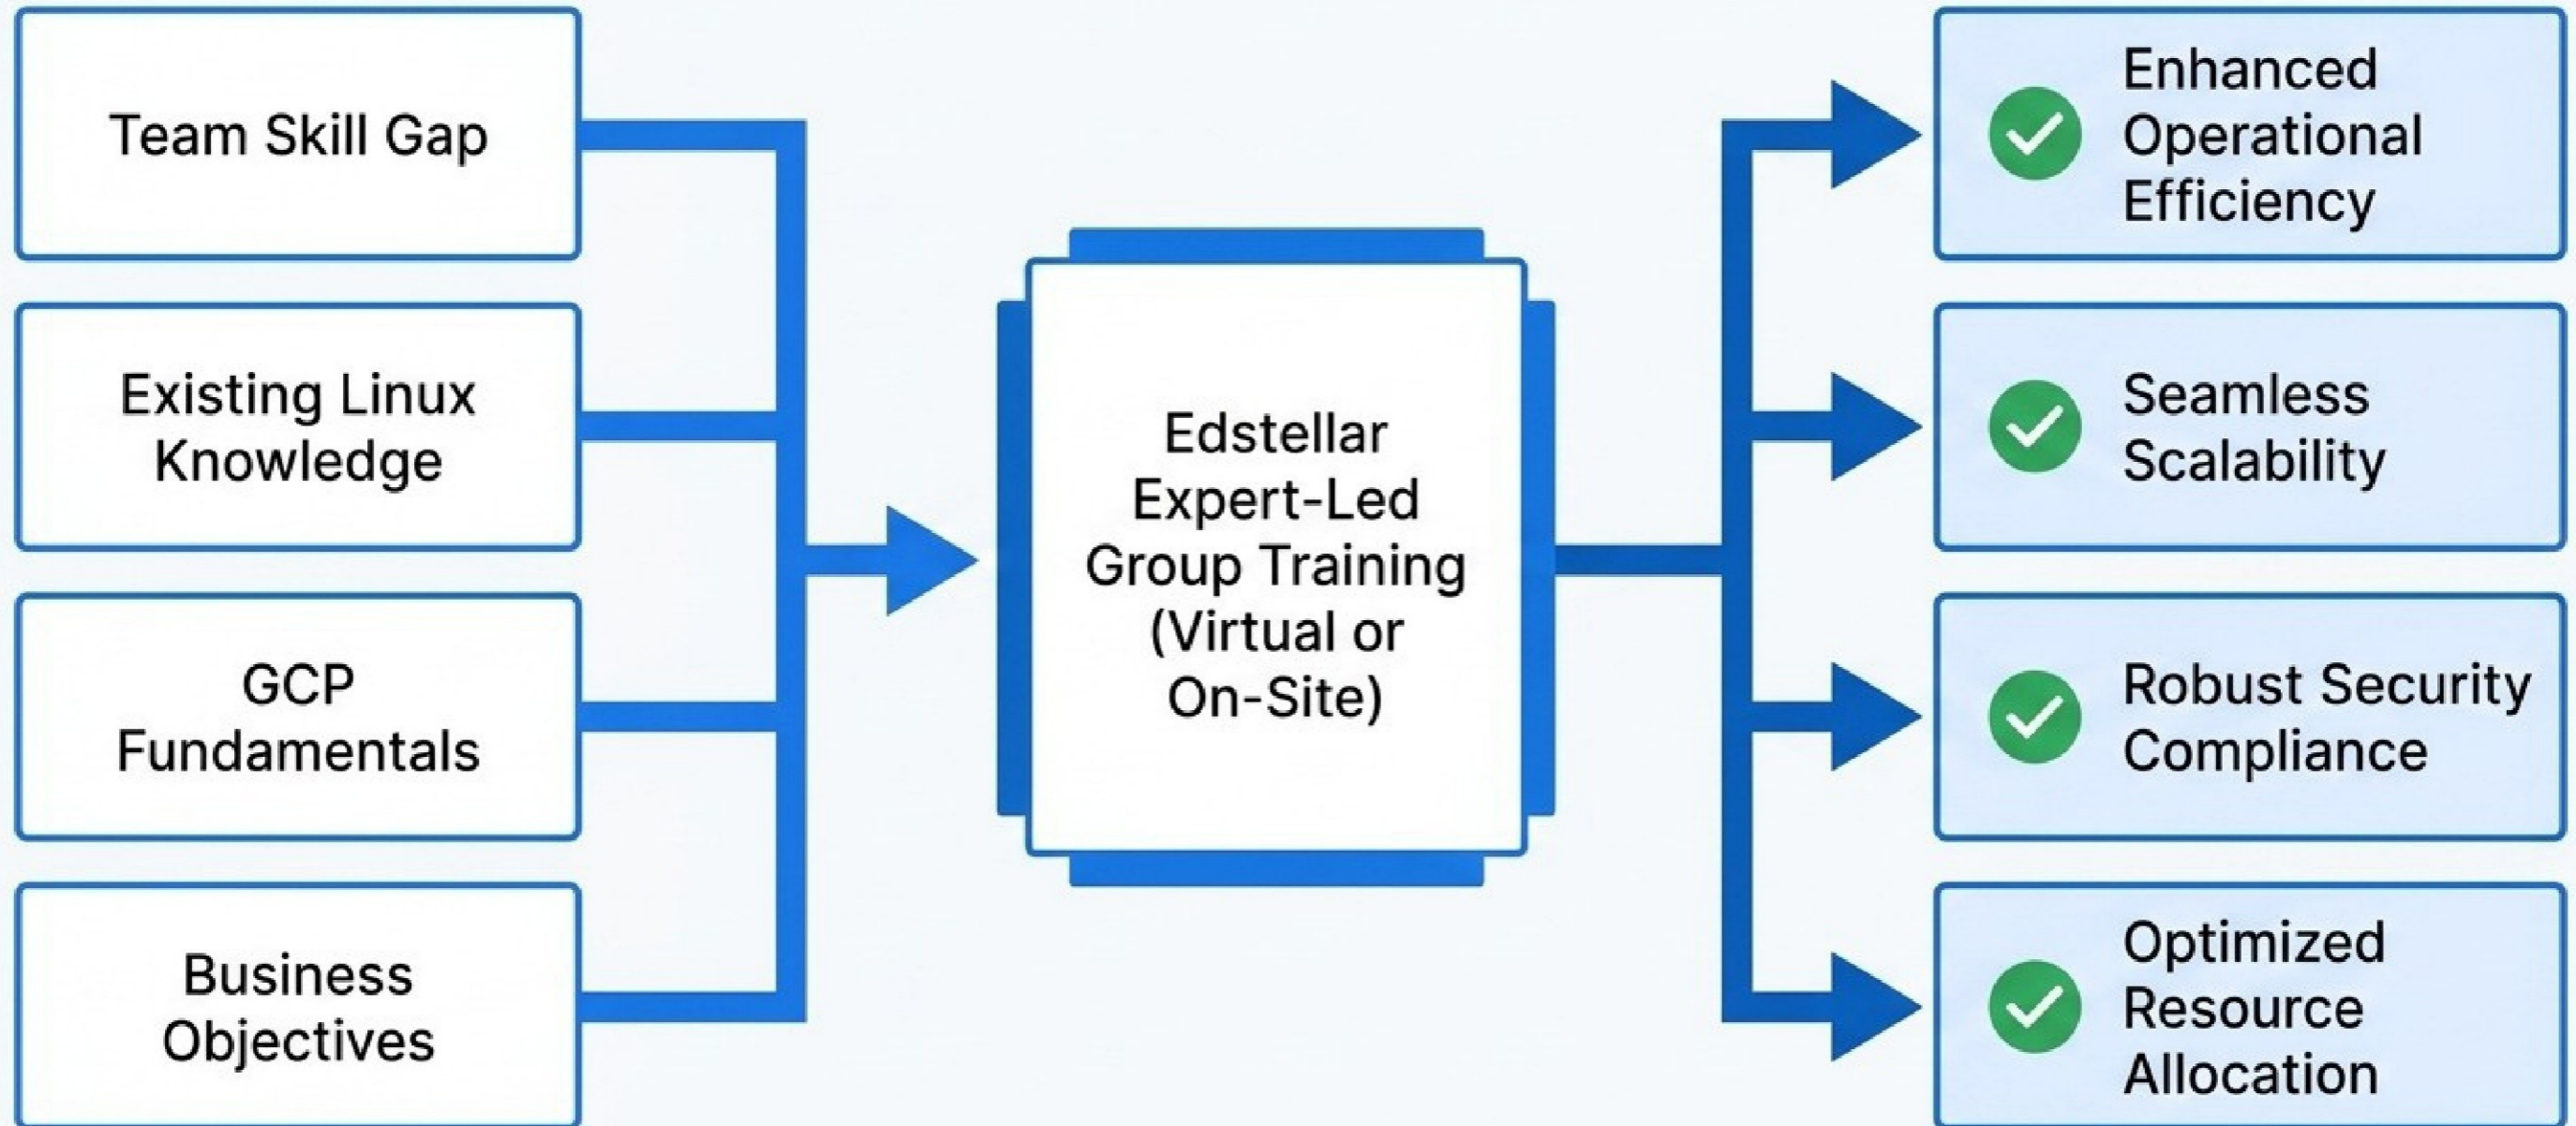 Team Skill Gap
Existing Linux
Knowledge
GCP
Fundamentals
Business
Objectives
Edstellar
Expert-Led
Group Training
(Virtual or
On-Site)
Enhanced
Operational
Efficiency
Seamless
Scalability
Robust Security
Compliance
Optimized
Resource
Allocation